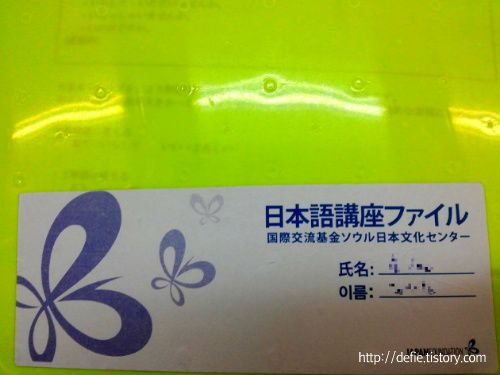 日本語講座ファイル
国際交流基金ソウル日本文化センター
氏名:
이름:
JAPANFOUNDATION
http://defie.tistory.com